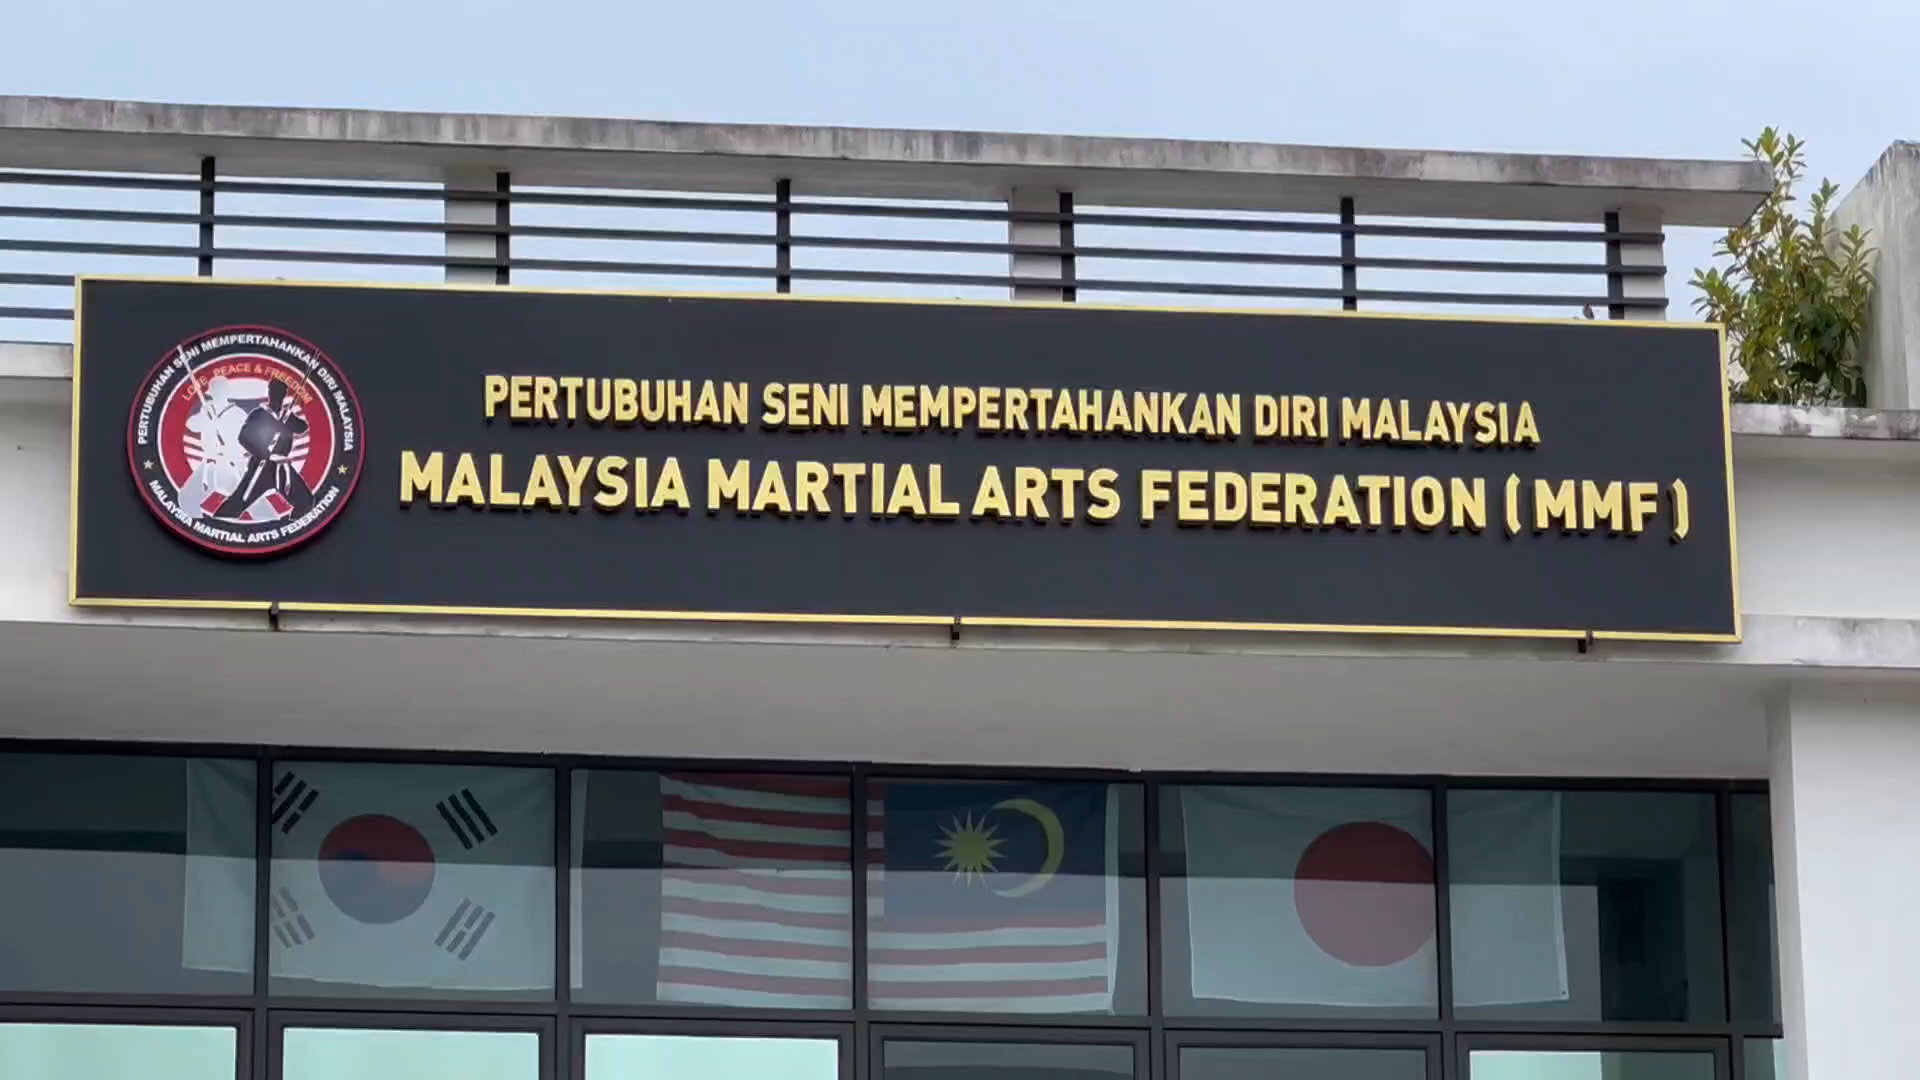 PERTUBUHAN SENI MEMPERTAHANKAN DIRI MALAYSIA
LOVE, PEACE & FREEDOM
MALAYSIA MARTIAL ARTS FEDERATION
PERTUBUHAN SENI MEMPERTAHANKAN DIRI MALAYSIA
MALAYSIA MARTIAL ARTS FEDERATION ( MMF )